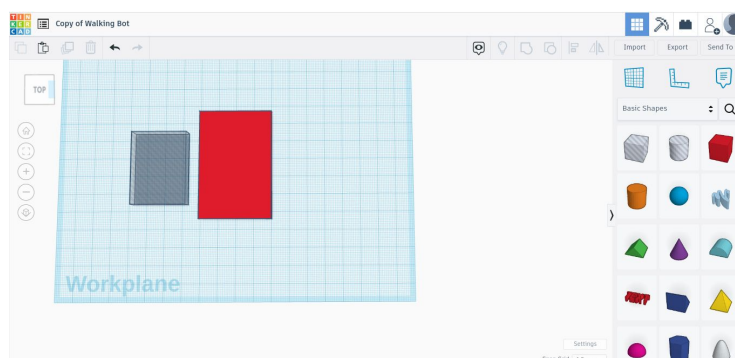 TIN
KER
CAD
Copy of Walking Bot
Import
Export
Send To
TOP
Basic Shapes
Workplane
TEXT
Settings